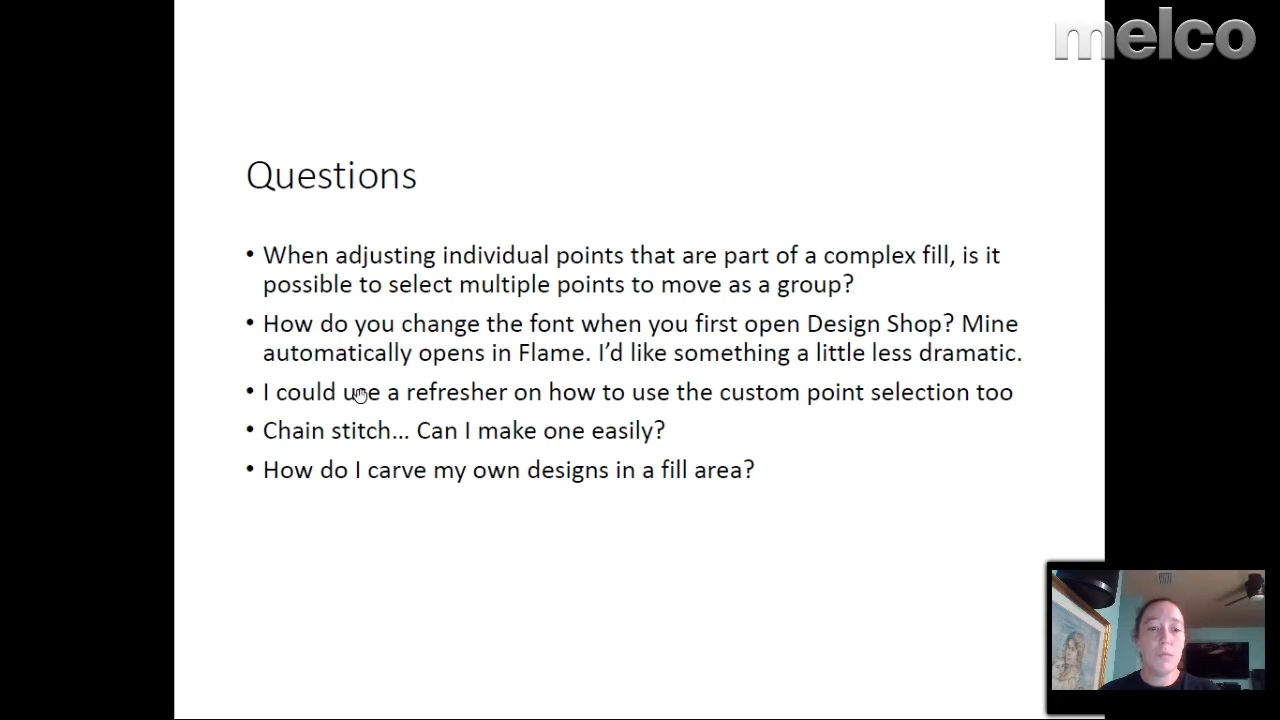 melco
Questions
• When adjusting individual points that are part of a complex fill, is it
possible to select multiple points to move as a group?
• How do you change the font when you first open Design Shop? Mine
automatically opens in Flame. I’d like something a little less dramatic.
• I could use a refresher on how to use the custom point selection too
• Chain stitch… Can I make one easily?
• How do I carve my own designs in a fill area?